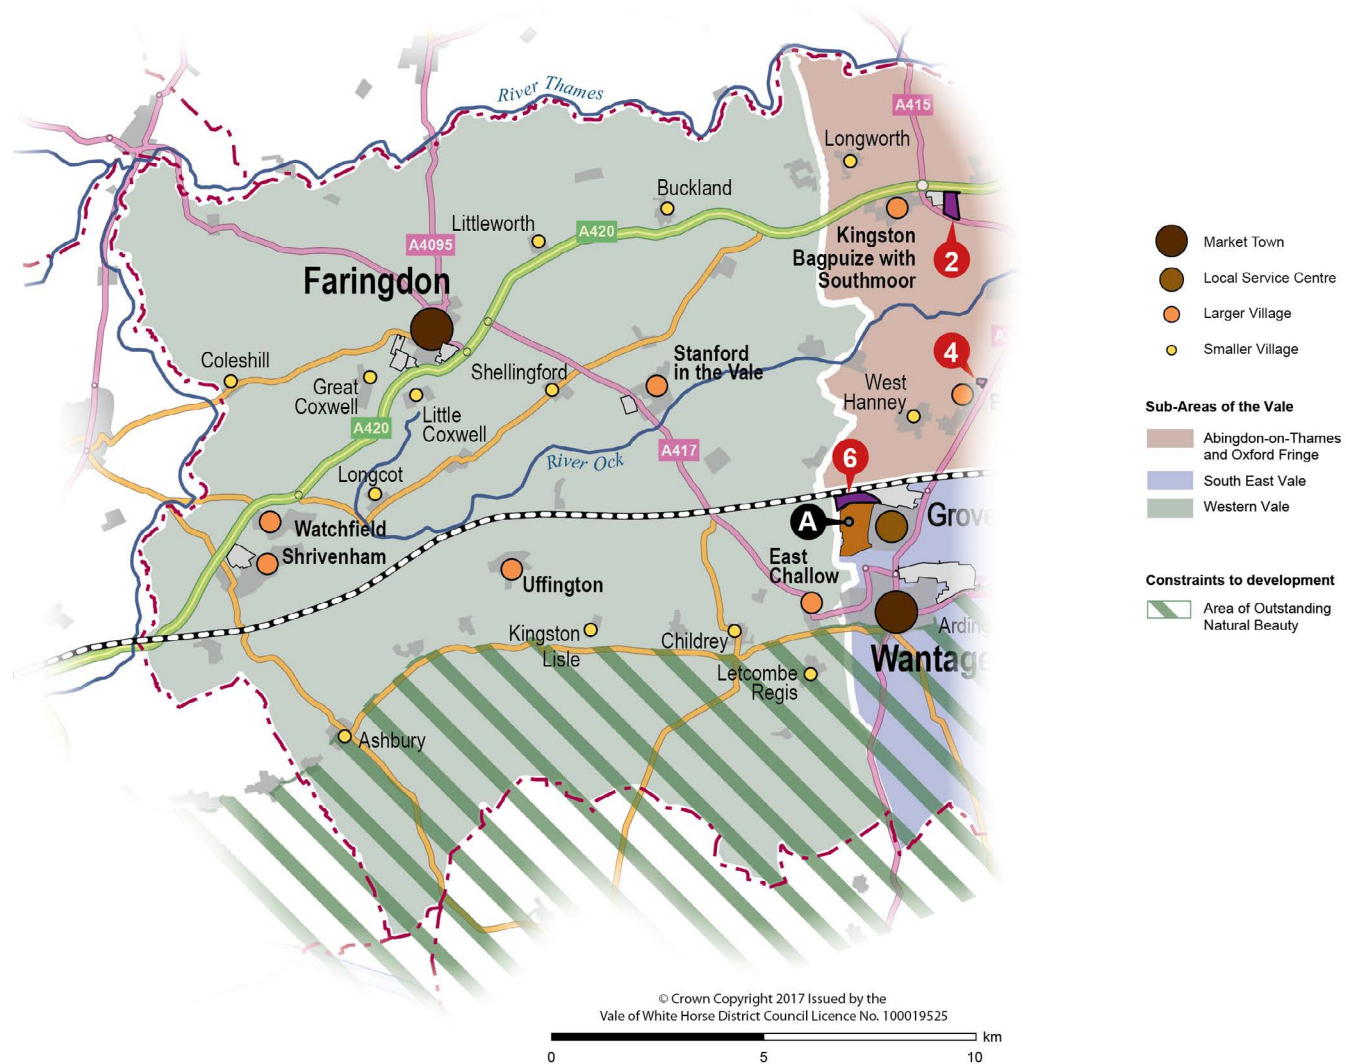 River Thames
A415
Longworth
Buckland
Littleworth
A420
A4095
Kingston
Bagpuize with
Southmoor
2
Faringdon
Coleshill
Great
Coxwell
Little
Coxwell
A420
Shellingford
Stanford
in the Vale
4
West
Hanney
A417
River Ock
Longcot
6
A
Grove
Watchfield
Shrivenham
Uffington
East
Challow
Kingston
Lisle
Childrey
Letcombe
Regis
Wantage
Ashbury
Market Town
Local Service Centre
Larger Village
Smaller Village
Sub-Areas of the Vale
Abingdon-on-Thames
and Oxford Fringe
South East Vale
Western Vale
Constraints to development
Area of Outstanding
Natural Beauty
© Crown Copyright 2017 Issued by the
Vale of White Horse District Council Licence No. 100019525
km
0 5 10